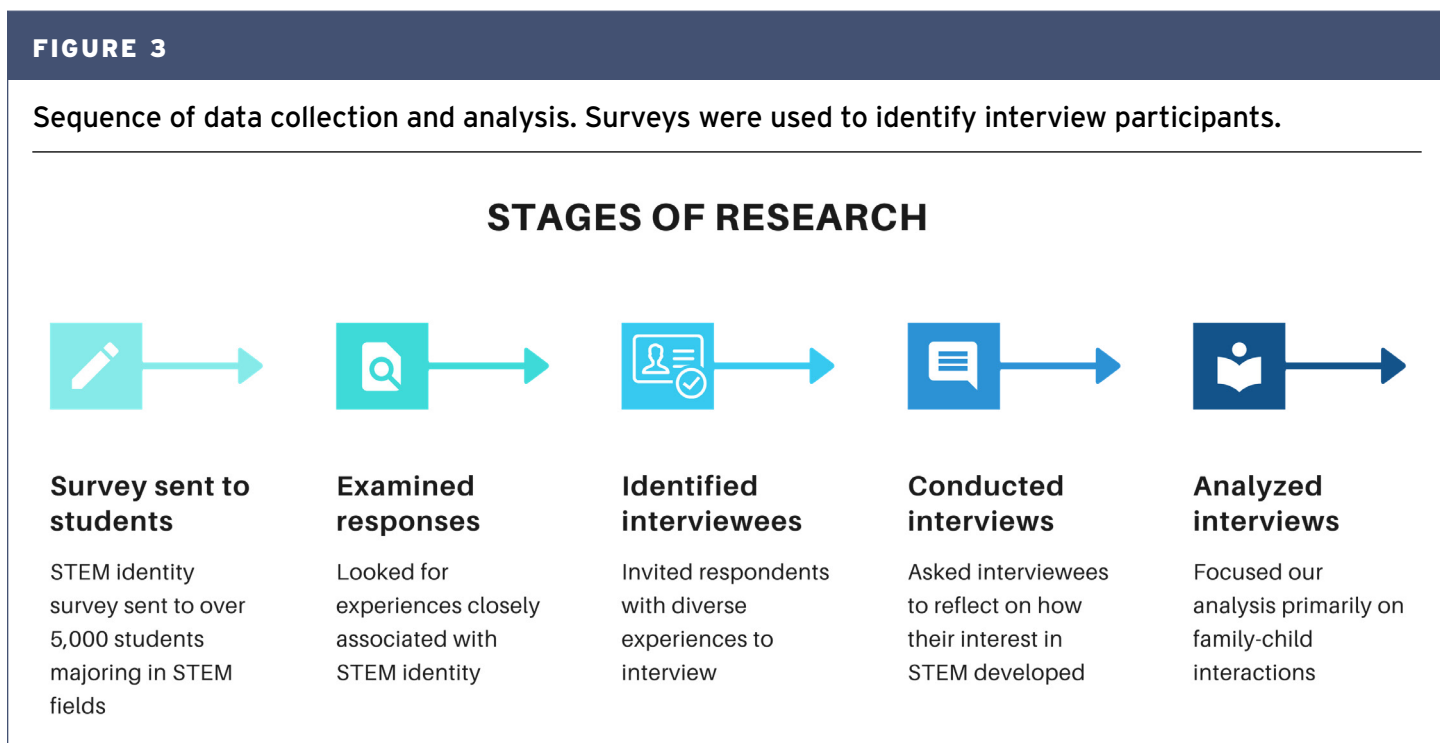 FIGURE 3
Sequence of data collection and analysis. Surveys were used to identify interview participants.
STAGES OF RESEARCH
Survey sent to
students
STEM identity
survey sent to over
5,000 students
majoring in STEM
fields
Examined
responses
Looked for
experiences closely
associated with
STEM identity
Identified
interviewees
Invited respondents
with diverse
experiences to
interview
Conducted
interviews
Asked interviewees
to reflect on how
their interest in
STEM developed
Analyzed
interviews
Focused our
analysis primarily on
family-child
interactions